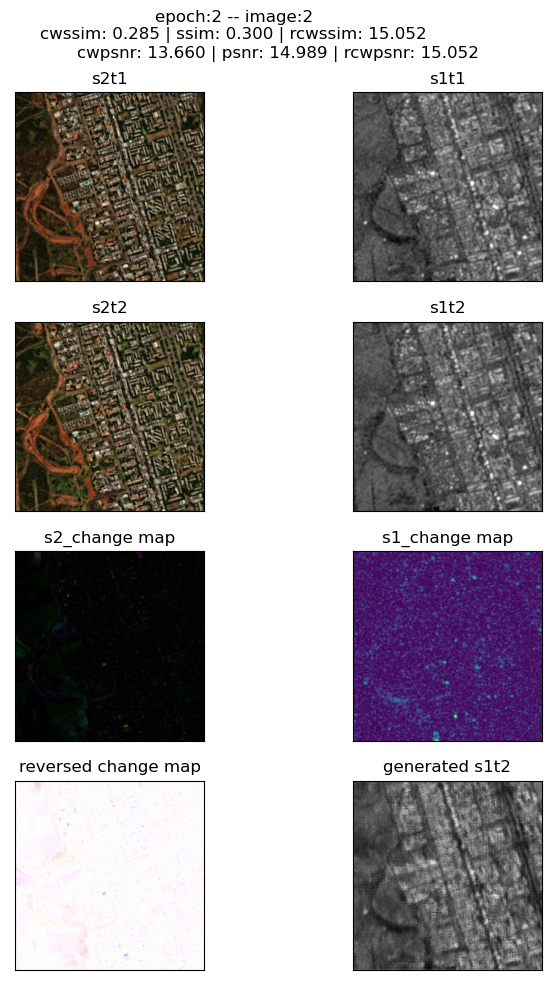 epoch:2 -- image:2
cwssim: 0.285 | ssim: 0.300 | rcwssim: 15.052
cwpsnr: 13.660 | psnr: 14.989 | rcwpsnr: 15.052
s2t1
s1t1
s2t2
s1t2
s2_change map
s1_change map
reversed change map
generated s1t2